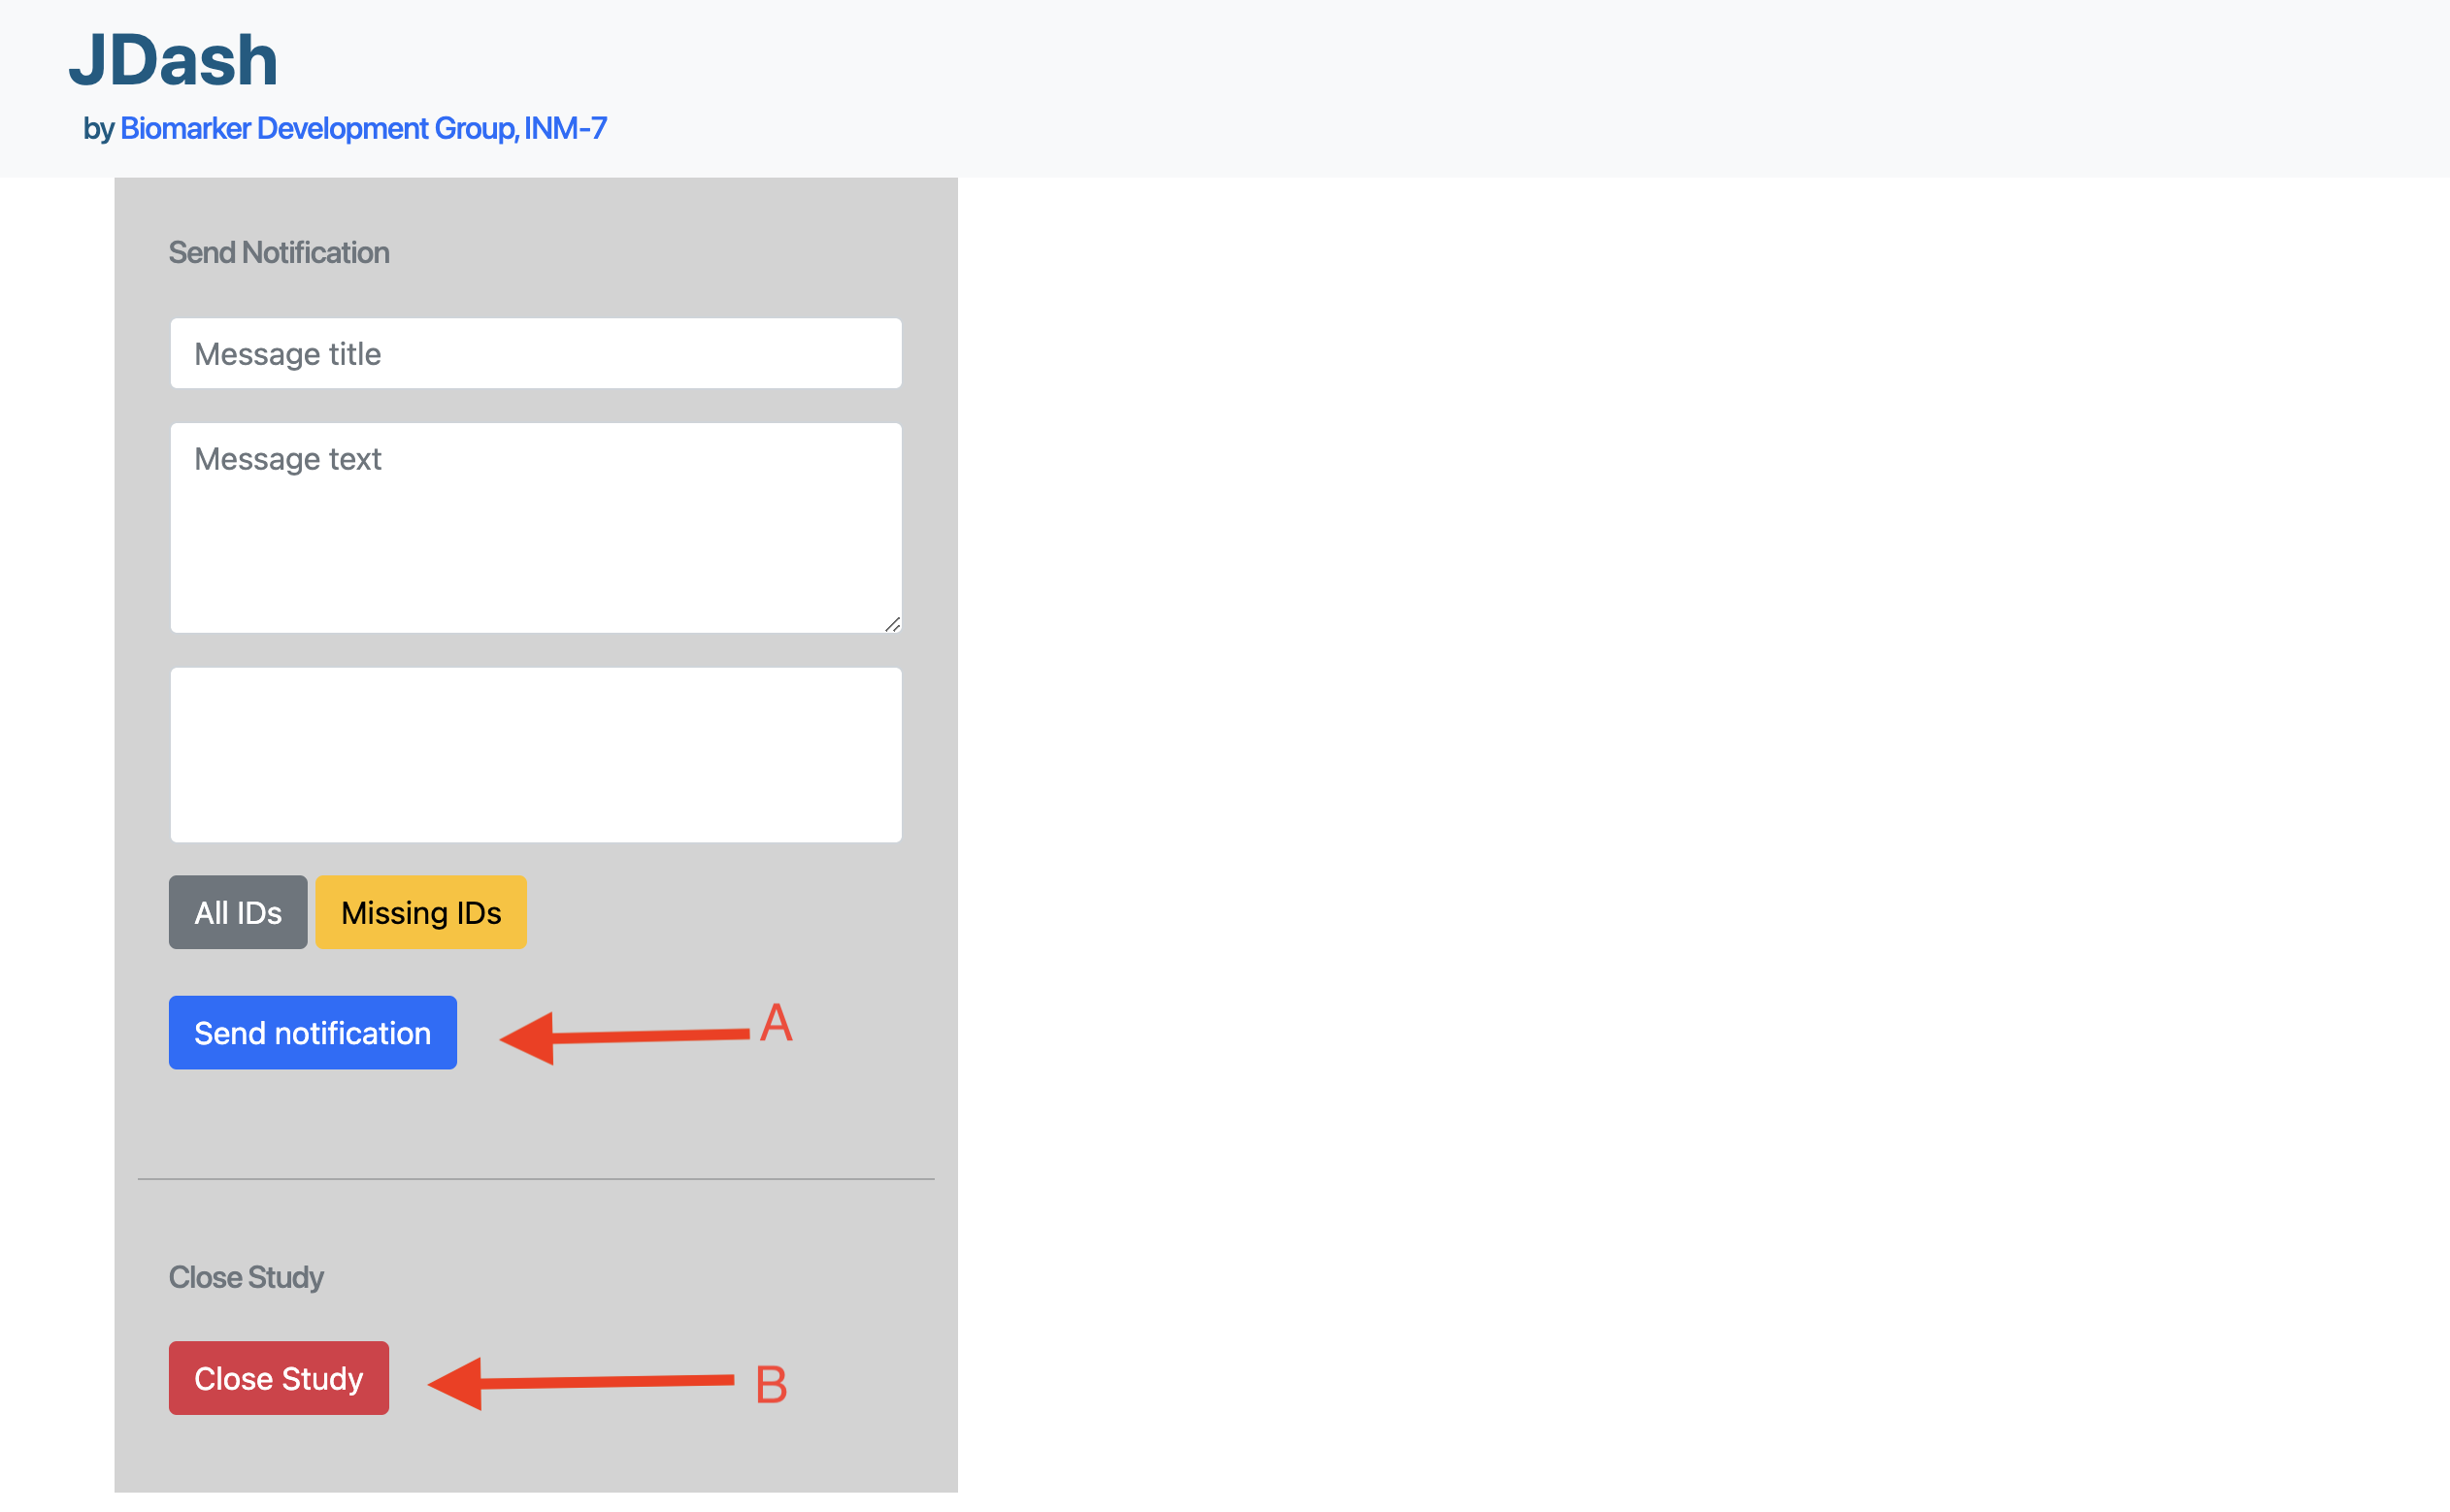 JDash
by Biomarker Development Group, INM-7
Send Notification
Message title
Message text
All IDs Missing IDs
Send notification A
Close Study
Close Study B